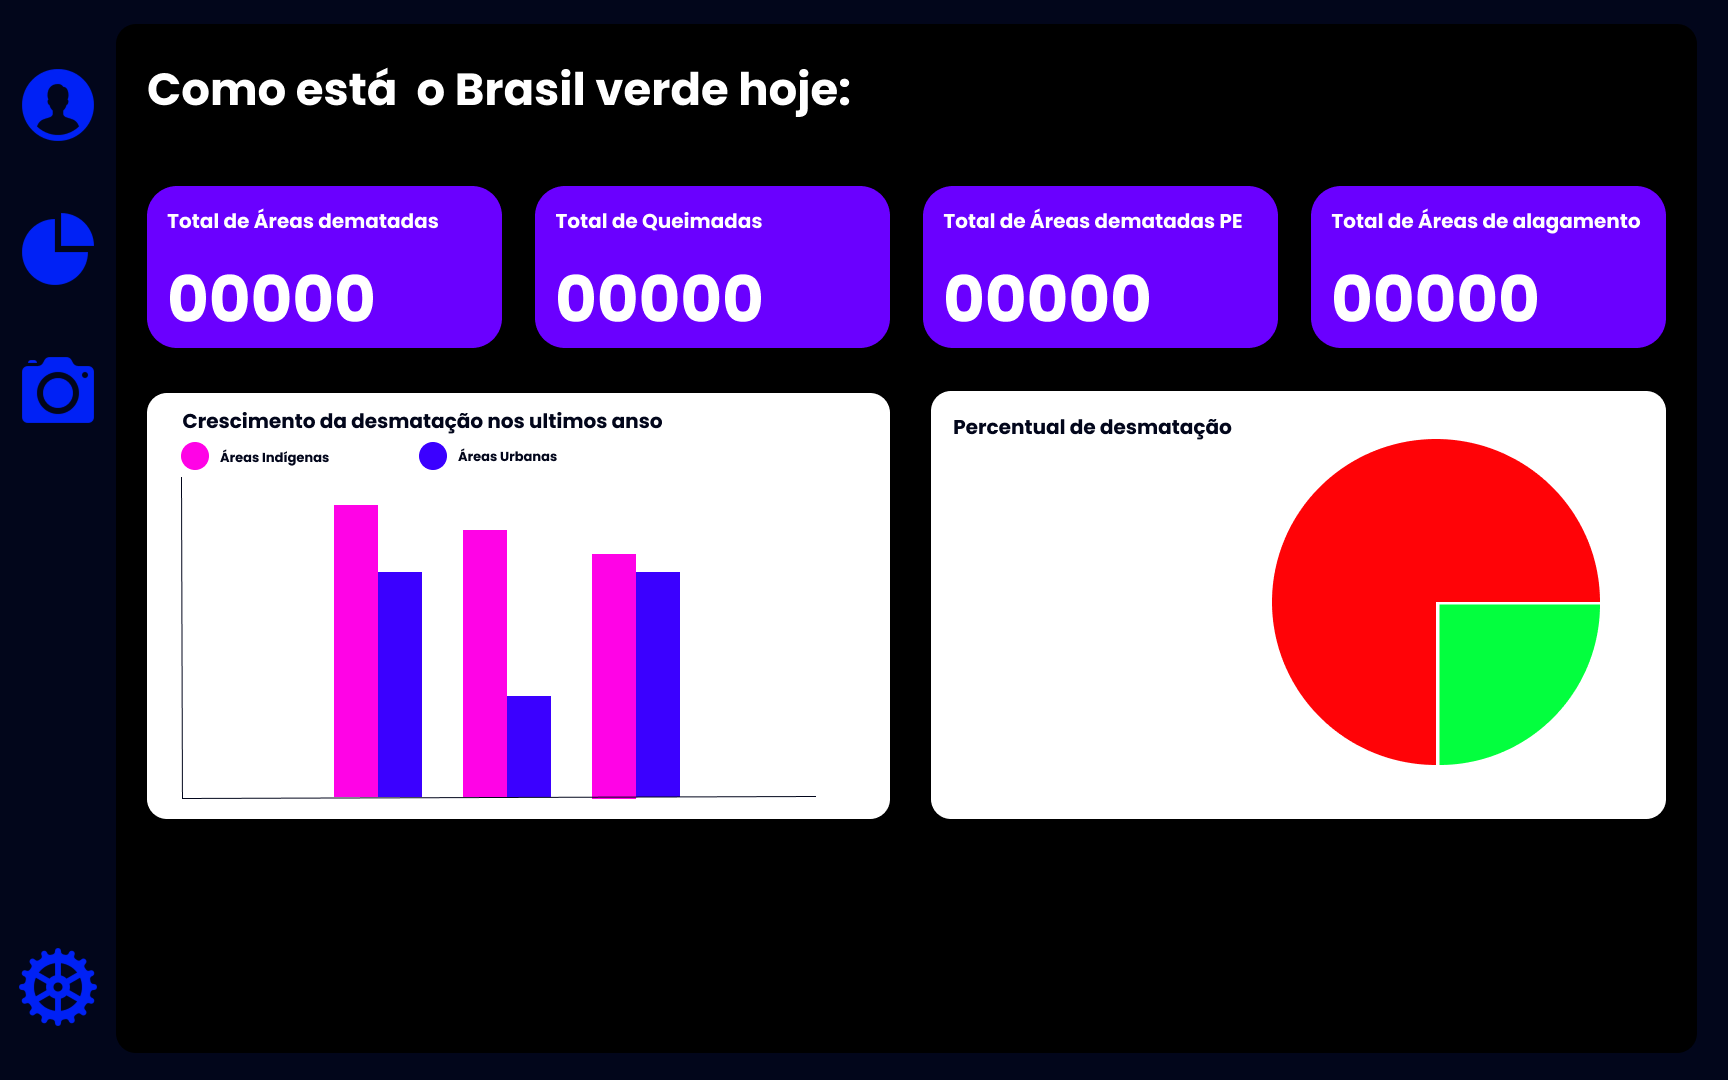 Como está  o Brasil verde hoje:
Total de Áreas dematadas
00000
Total de Queimadas
00000
Total de Áreas dematadas PE
00000
Total de Áreas de alagamento
00000
Crescimento da desmatação nos ultimos anso
Áreas Indígenas
Áreas Urbanas
Percentual de desmatação